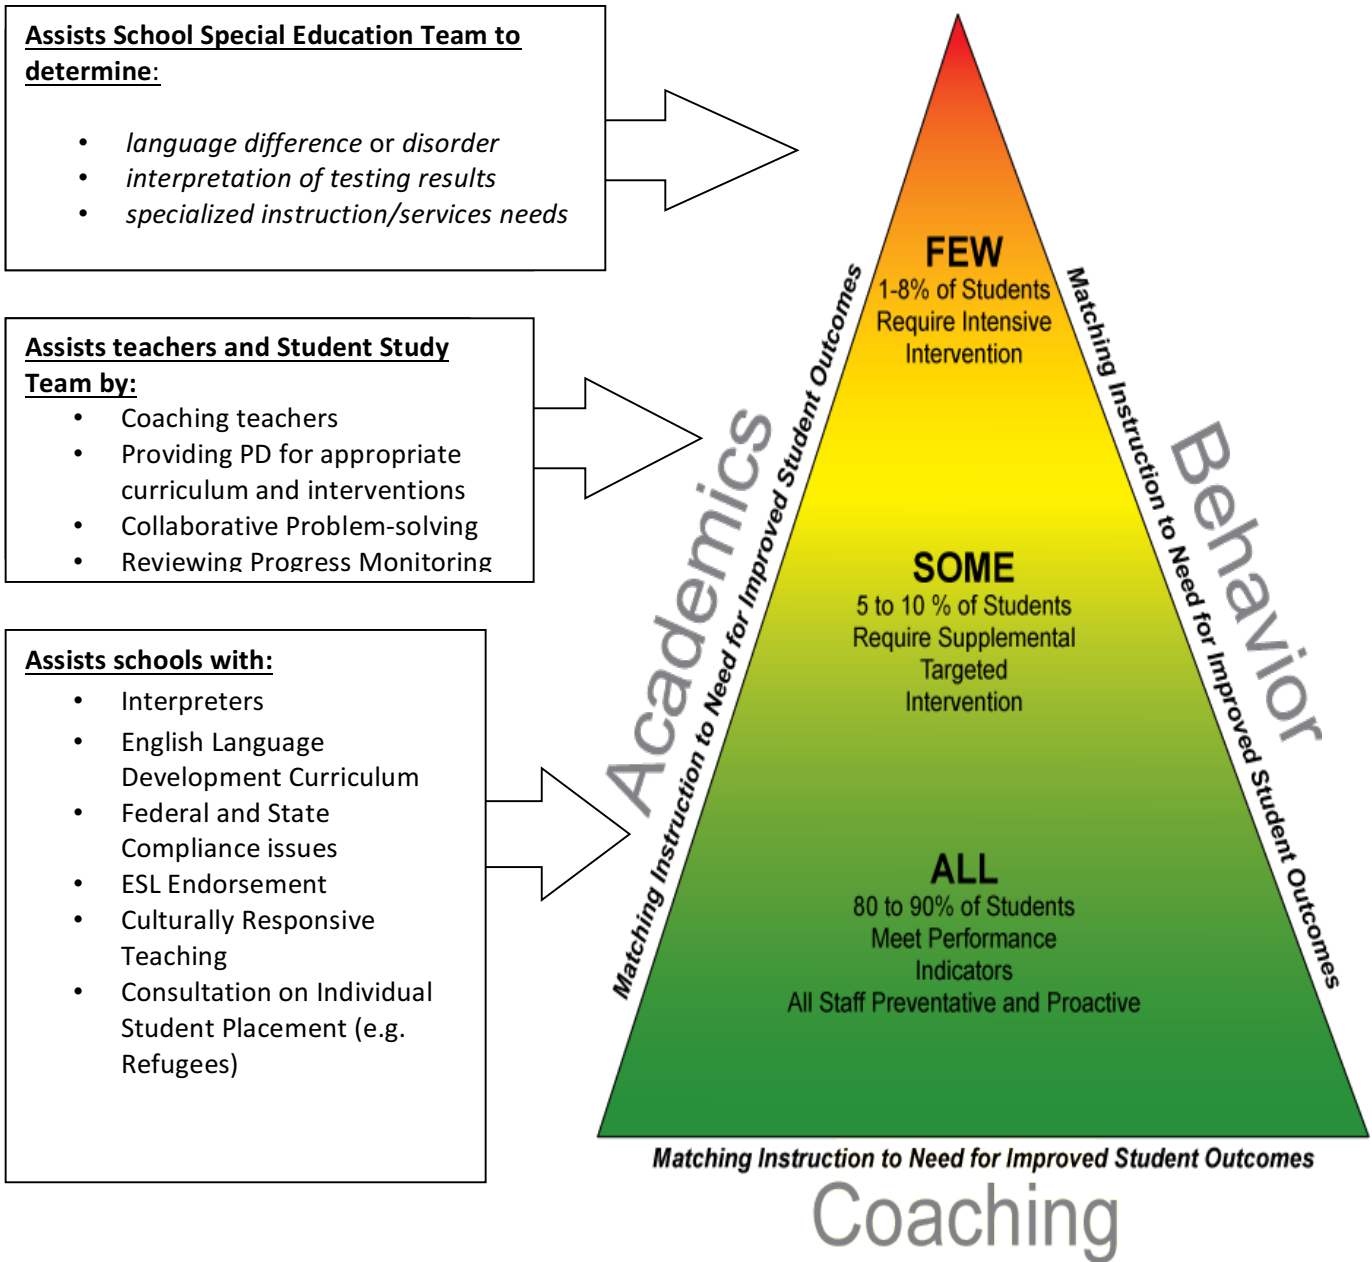 Assists School Special Education Team to
determine:
• language difference or disorder
• interpretation of testing results
• specialized instruction/services needs
Assists teachers and Student Study
Team by:
• Coaching teachers
• Providing PD for appropriate
curriculum and interventions
• Collaborative Problem-solving
• Reviewing Progress Monitoring
Assists schools with:
• Interpreters
• English Language
Development Curriculum
• Federal and State
Compliance issues
• ESL Endorsement
• Culturally Responsive
Teaching
• Consultation on Individual
Student Placement (e.g.
Refugees)
Academics
Matching Instruction to Need for Improved Student Outcomes
FEW
1-8% of Students
Require Intensive
Intervention
SOME
5 to 10 % of Students
Require Supplemental
Targeted
Intervention
ALL
80 to 90% of Students
Meet Performance
Indicators
All Staff Preventative and Proactive
Matching Instruction to Need for Improved Student Outcomes
Behavior
Matching Instruction to Need for Improved Student Outcomes
Coaching